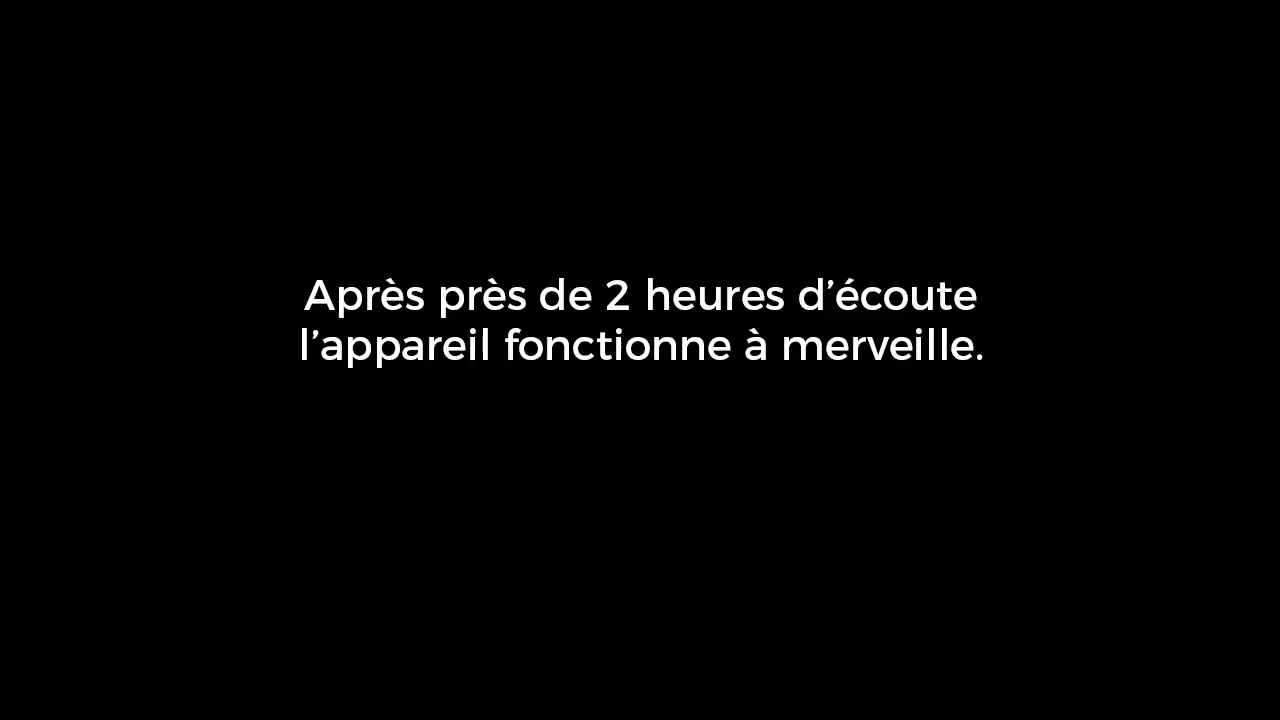 Après près de 2 heures d’écoute
l’appareil fonctionne à merveille.